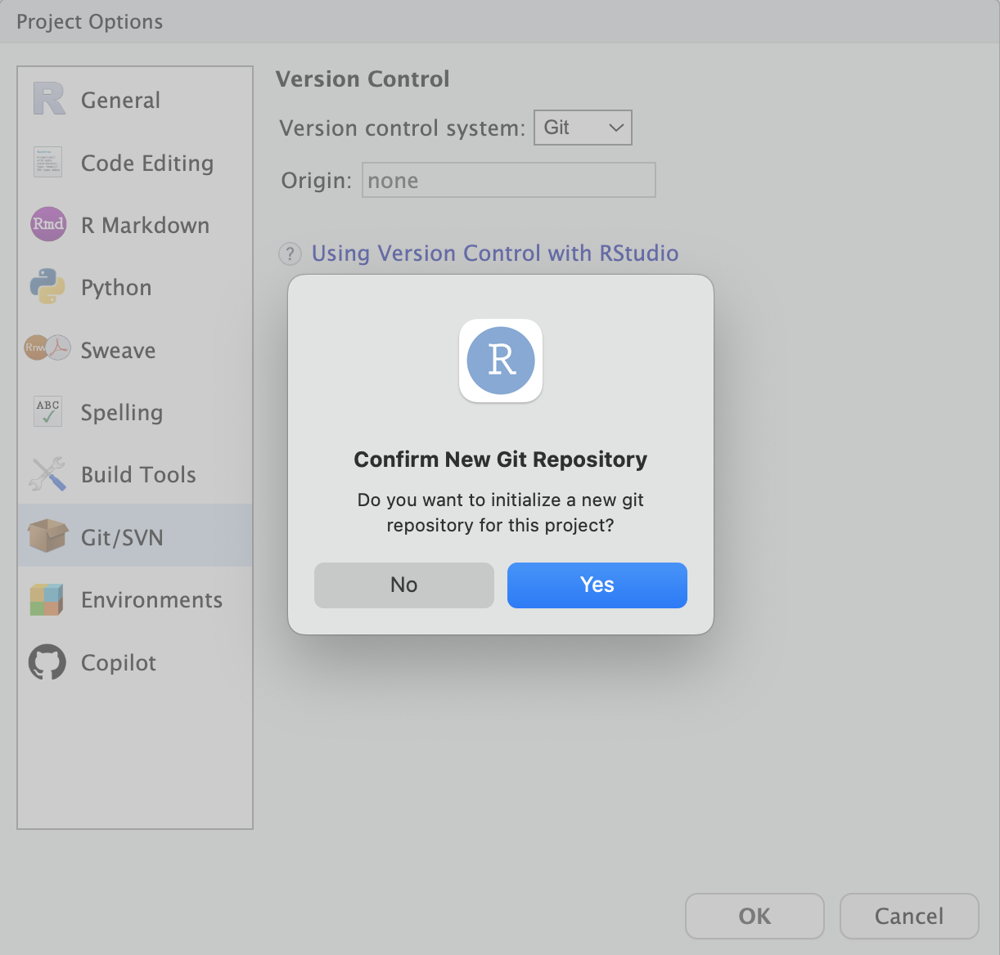 Project Options
General
Code Editing
Rmd
R Markdown
Python
Rnw
Sweave
ABC
Spelling
Build Tools
Git/SVN
Environments
Copilot
Version Control
Version control system: Git
Origin: none
? Using Version Control with RStudio
R
Confirm New Git Repository
Do you want to initialize a new git
repository for this project?
No Yes
OK Cancel